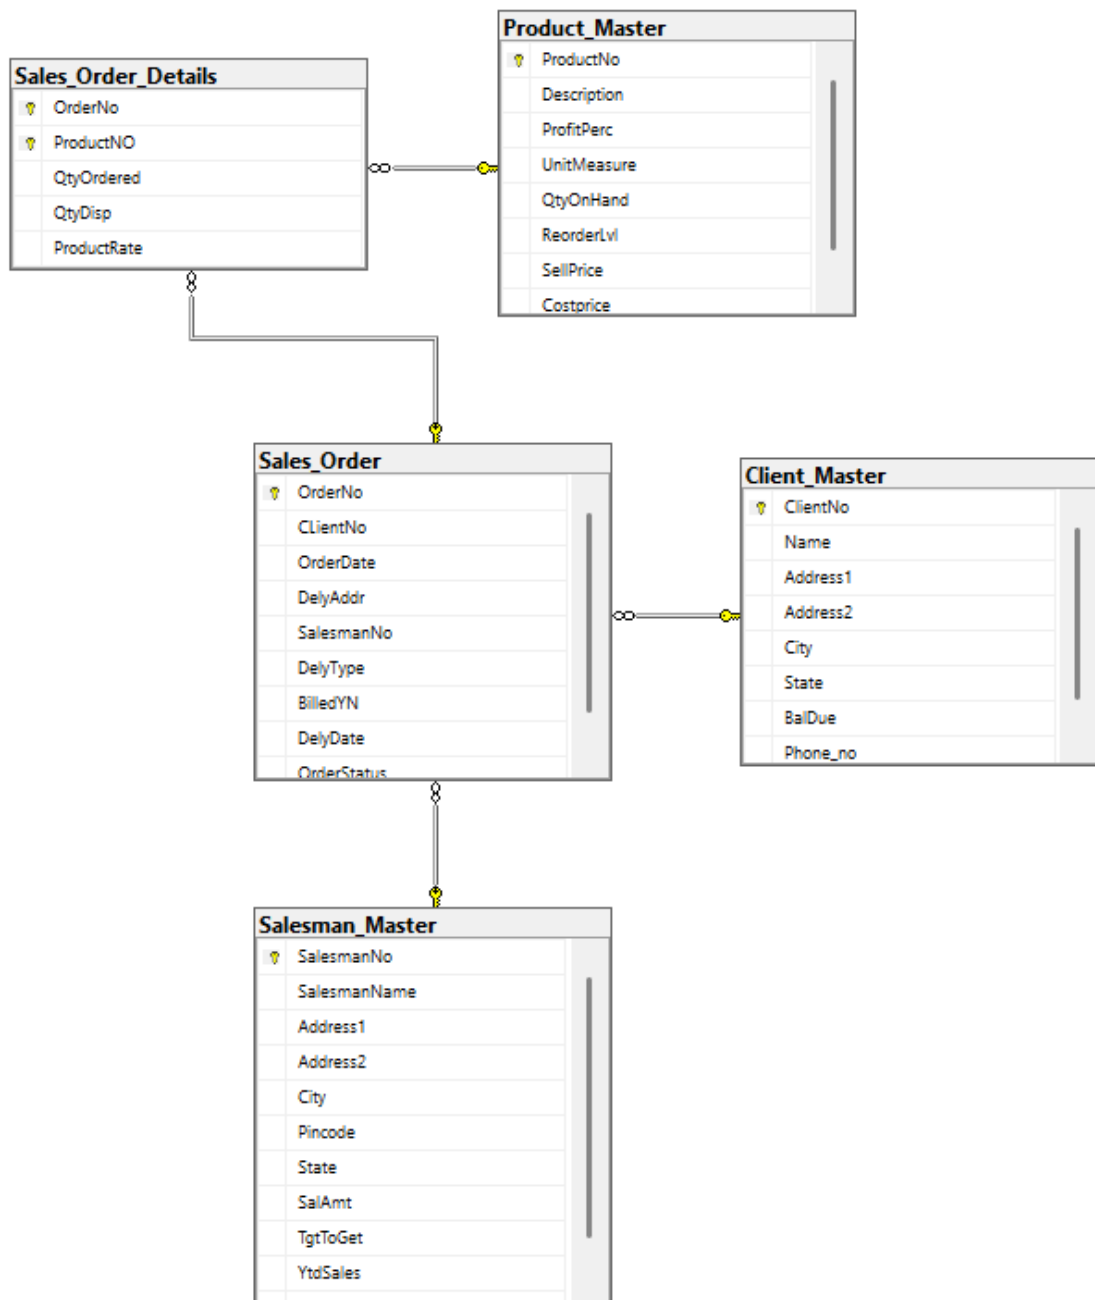 Product_Master
ProductNo
Description
ProfitPerc
UnitMeasure
QtyOnHand
ReorderLvl
SellPrice
Costprice
Sales_Order_Details
OrderNo
ProductNO
QtyOrdered
QtyDisp
ProductRate
Sales_Order
OrderNo
CLientNo
OrderDate
DelyAddr
SalesmanNo
DelyType
BilledYN
DelyDate
OrderStatus
Client_Master
ClientNo
Name
Address1
Address2
City
State
BalDue
Phone_no
Salesman_Master
SalesmanNo
SalesmanName
Address1
Address2
City
Pincode
State
SalAmt
TgtToGet
YtdSales